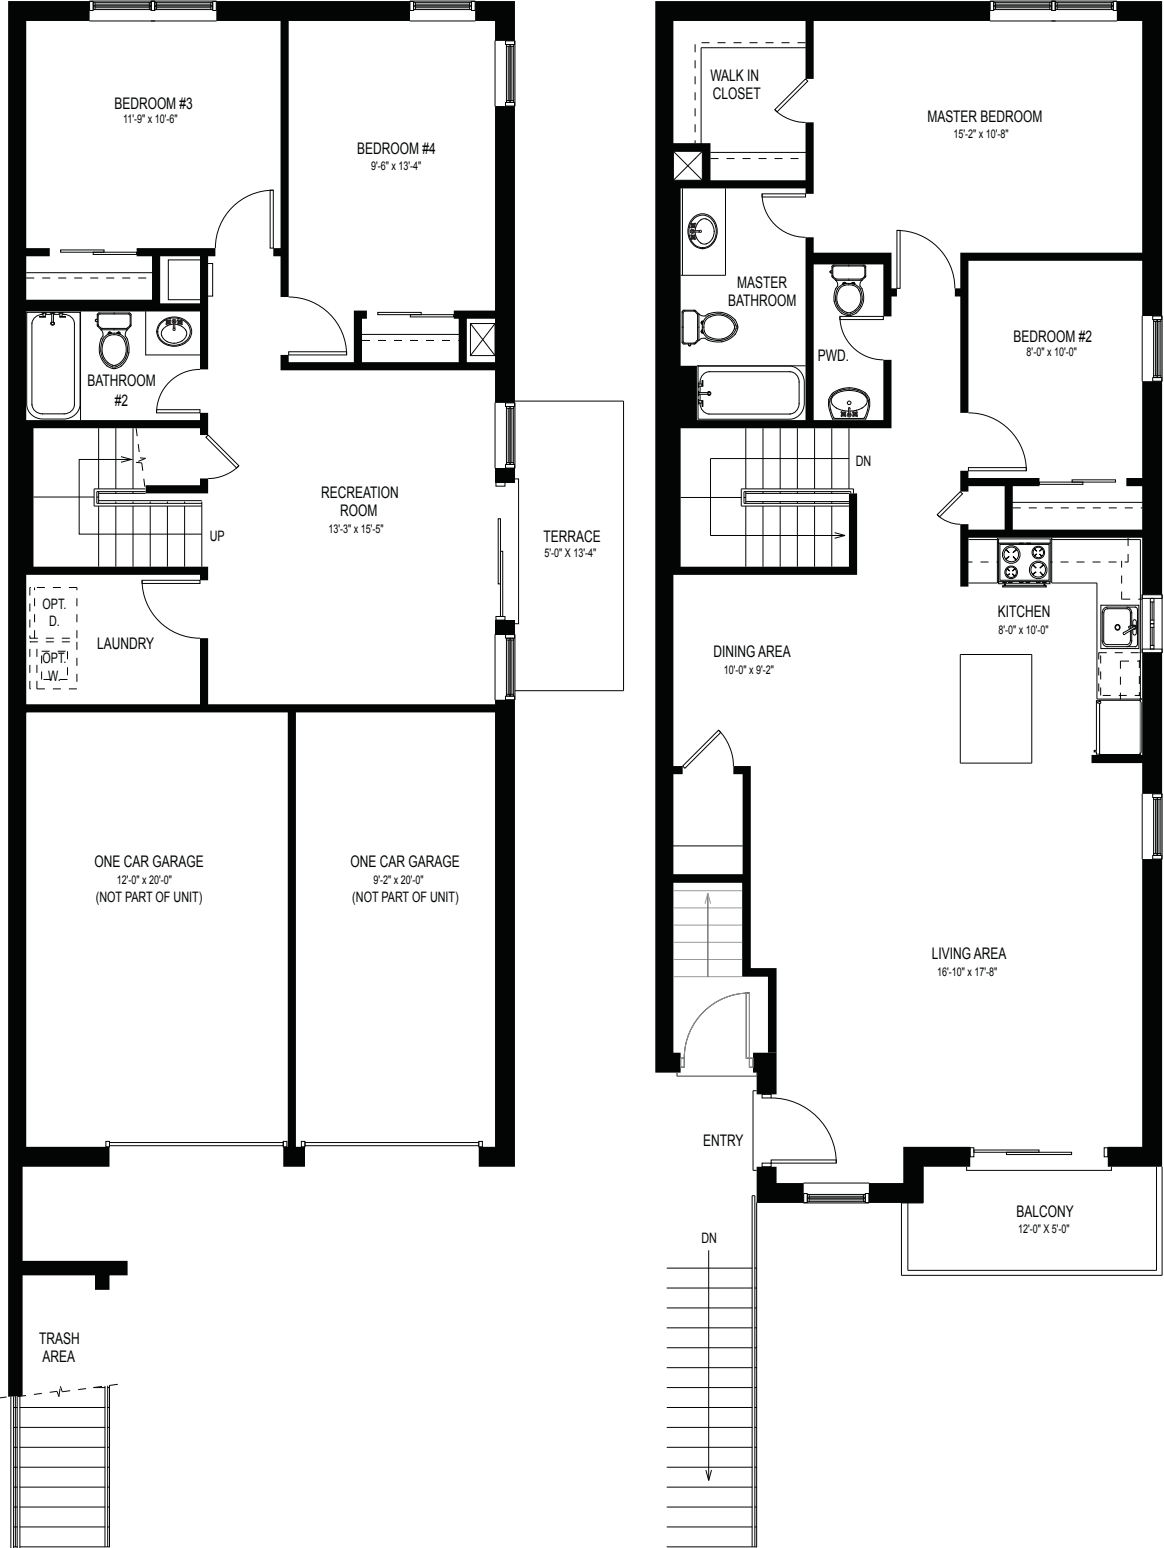 BEDROOM #3
11'-9" x 10'-6"
BEDROOM #4
9'-6" x 13'-4"
BATHROOM
#2
RECREATION
ROOM
13'-3" x 15'-5"
UP
TERRACE
5'-0" X 13'-4"
OPT.
D.
OPT.
W.
LAUNDRY
ONE CAR GARAGE
12'-0" x 20'-0"
(NOT PART OF UNIT)
ONE CAR GARAGE
9'-2" x 20'-0"
(NOT PART OF UNIT)
TRASH
AREA
WALK IN
CLOSET
MASTER BEDROOM
15'-2" x 10'-8"
MASTER
BATHROOM
PWD.
BEDROOM #2
8'-0" x 10'-0"
DN
KITCHEN
8'-0" x 10'-0"
DINING AREA
10'-0" x 9'-2"
LIVING AREA
16'-10" x 17'-8"
ENTRY
BALCONY
12'-0" X 5'-0"
DN